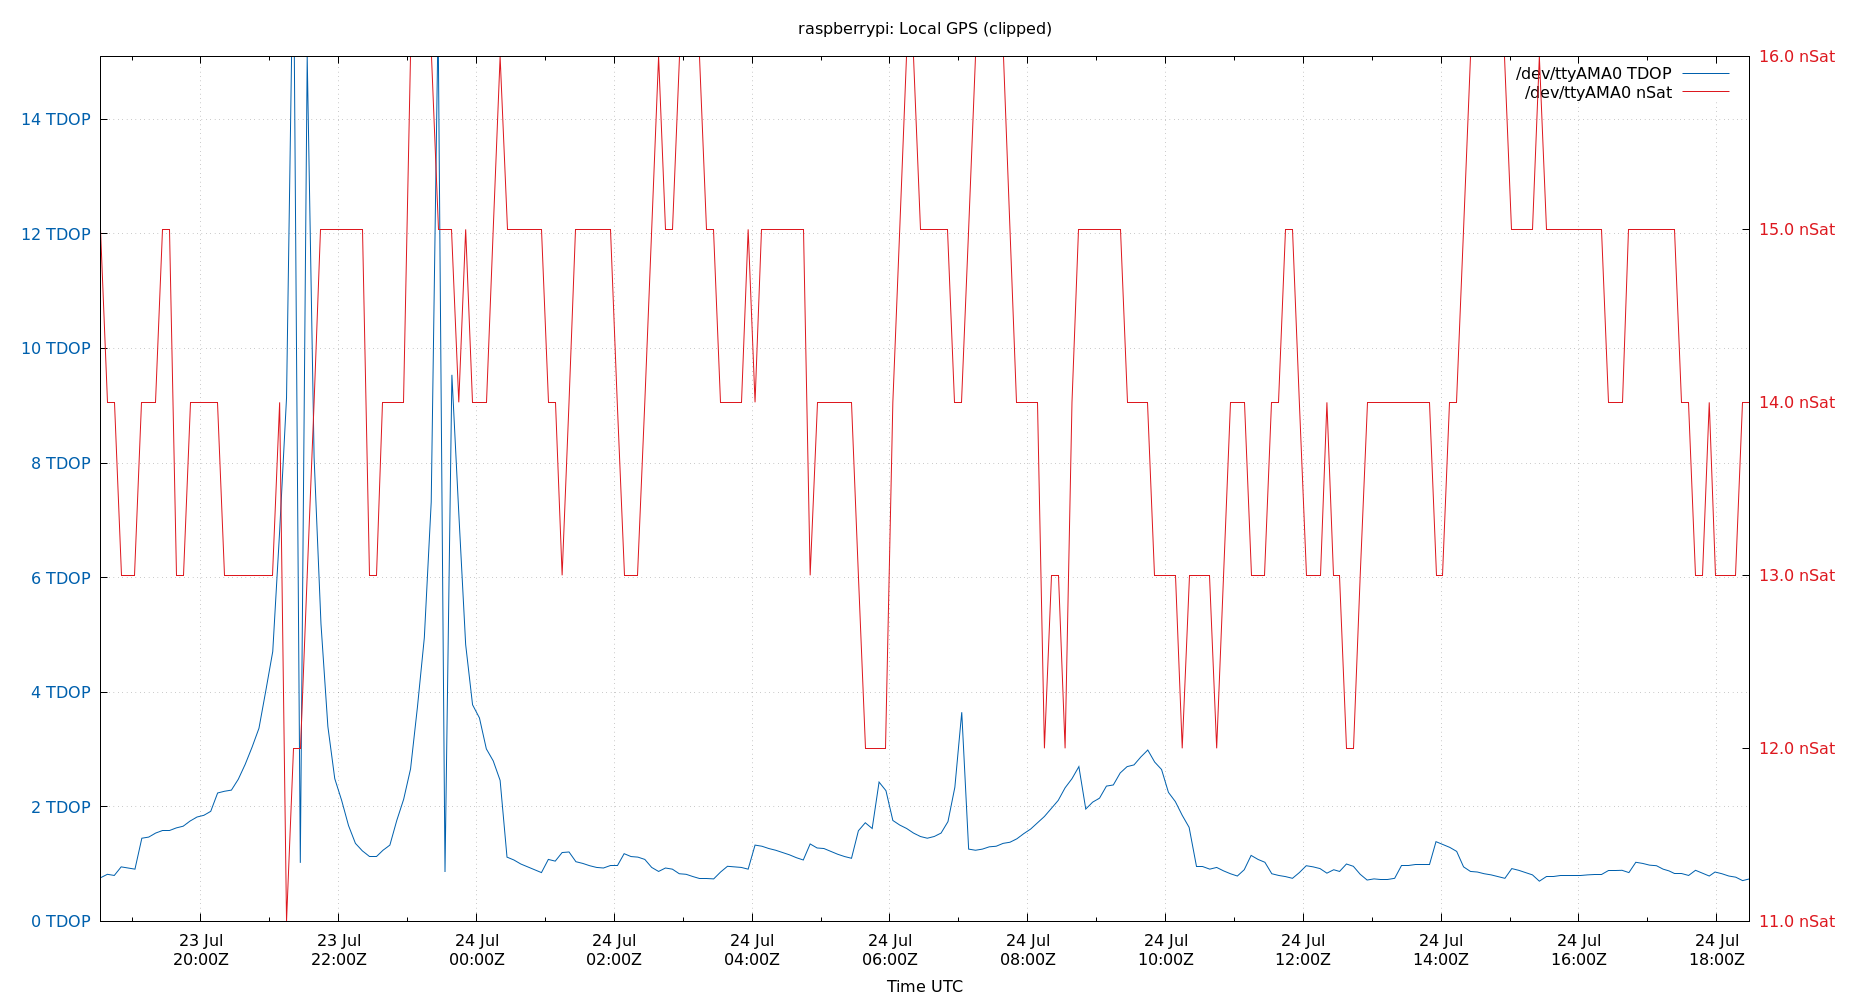 raspberrypi: Local GPS (clipped)
16.0 nSat
/dev/ttyAMA0 TDOP
/dev/ttyAMA0 nSat
14 TDOP
12 TDOP
15.0 nSat
10 TDOP
14.0 nSat
8 TDOP
6 TDOP
13.0 nSat
4 TDOP
12.0 nSat
2 TDOP
0 TDOP
11.0 nSat
23 Jul 23 Jul 24 Jul 24 Jul 24 Jul 24 Jul 24 Jul 24 Jul 24 Jul 24 Jul 24 Jul 24 Jul
20:00Z 22:00Z 00:00Z 02:00Z 04:00Z 06:00Z 08:00Z 10:00Z 12:00Z 14:00Z 16:00Z 18:00Z
Time UTC